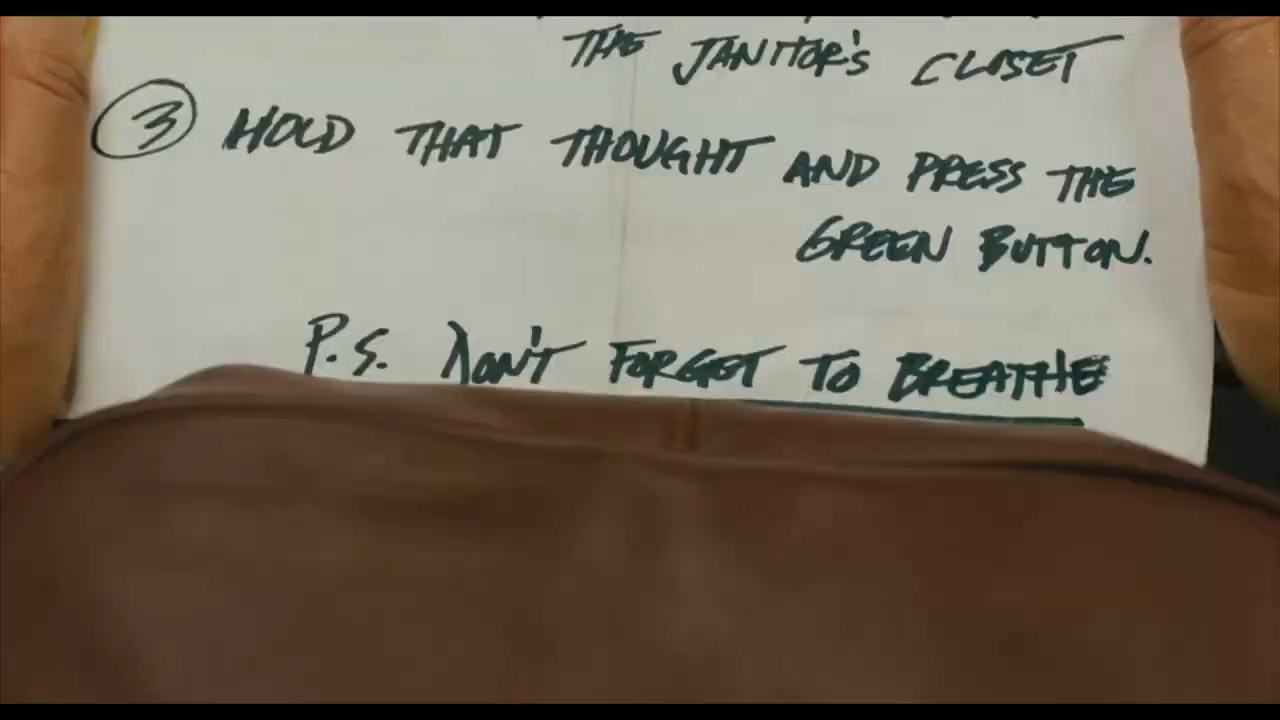 THE JANITOR'S CLOSET
3 HOLD THAT THOUGHT AND PRESS THE
GREEN BUTTON.
P.S. DON'T FORGET TO BREATHE